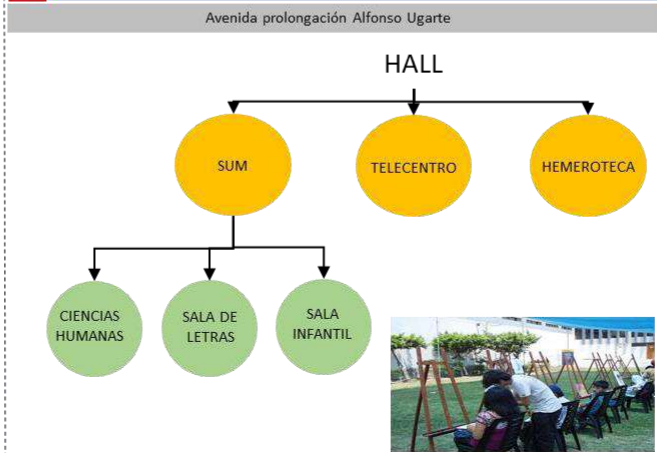 Avenida prolongación Alfonso Ugarte
HALL
SUM
TELECENTRO
HEMEROTECA
CIENCIAS
HUMANAS
SALA DE
LETRAS
SALA
INFANTIL